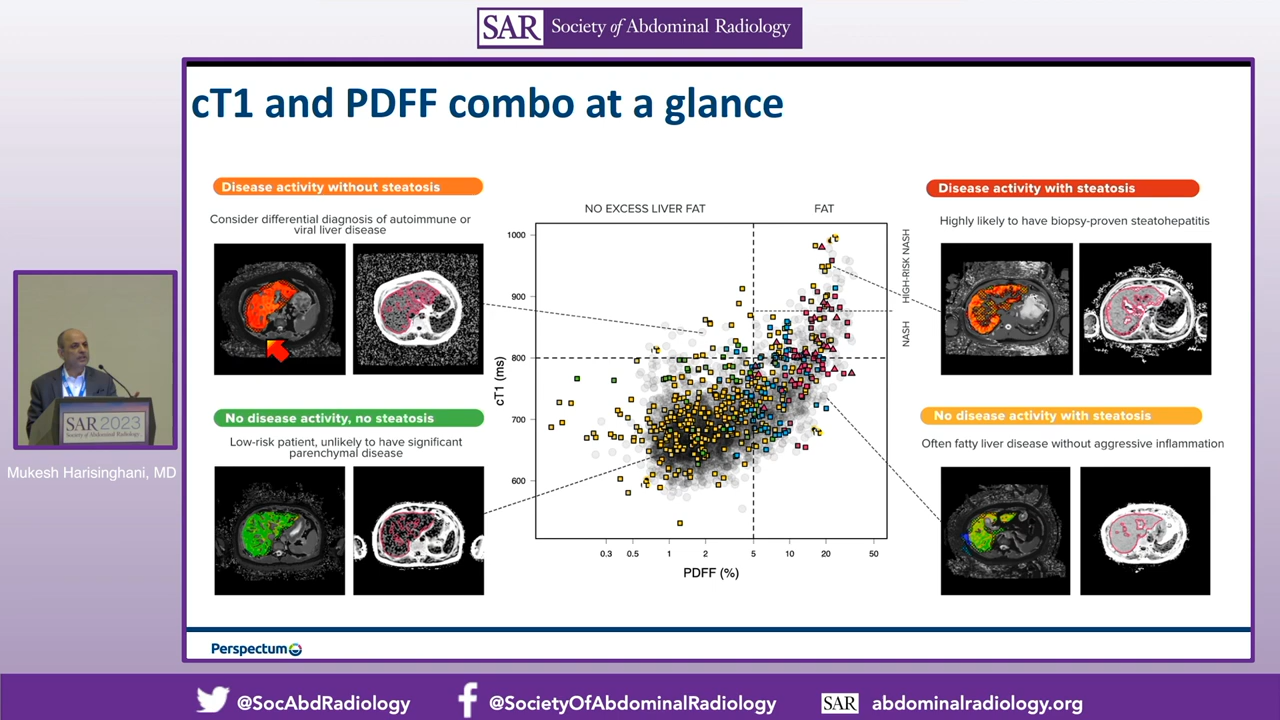 SAR Society of Abdominal Radiology
cT1 and PDFF combo at a glance
Disease activity without steatosis
Consider differential diagnosis of autoimmune or
viral liver disease
No disease activity, no steatosis
Low-risk patient, unlikely to have significant
parenchymal disease
NO EXCESS LIVER FAT
FAT
1000
900
800
700
600
cT1 (ms)
0.3 0.5 1 2 5 10 20 50
PDFF (%)
HIGH-RISK NASH
NASH
Disease activity with steatosis
Highly likely to have biopsy-proven steatohepatitis
No disease activity with steatosis
Often fatty liver disease without aggressive inflammation
Perspectum
SAR 2023
Society of Abdominal Radiology
Mukesh Harisinghani, MD
@SocAbdRadiology
@SocietyOfAbdominalRadiology
SAR abdominalradiology.org